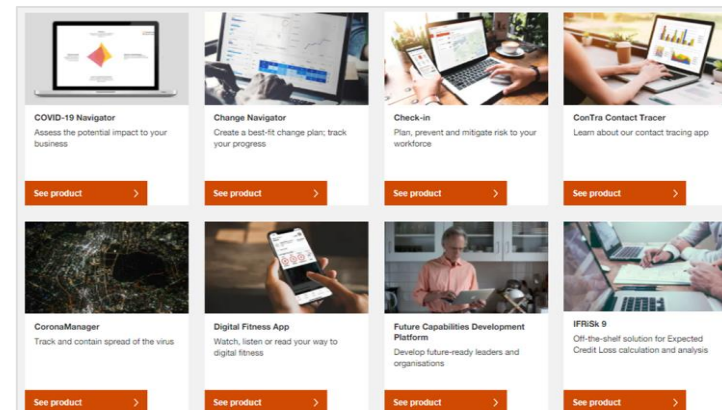 COVID-19 Navigator
Assess the potential impact to your
business
See product
Change Navigator
Create a best-fit change plan; track
your progress
See product
Check-in
Plan, prevent and mitigate risk to your
workforce
See product
ConTra Contact Tracer
Learn about our contact tracing app
See product
CoronaManager
Track and contain spread of the virus
See product
Digital Fitness App
Watch, listen or read your way to
digital fitness
See product
Future Capabilities Development
Platform
Develop future-ready leaders and
organisations
See product
IFRiSk 9
Off-the-shelf solution for Expected
Credit Loss calculation and analysis
See product